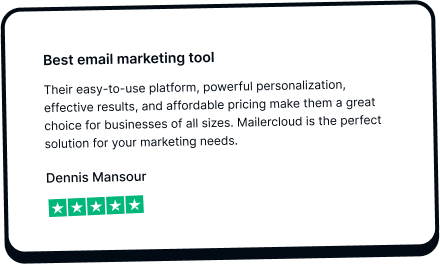 Best email marketing tool
Their easy-to-use platform, powerful personalization,
effective results, and affordable pricing make them a great
choice for businesses of all sizes. Mailercloud is the perfect
solution for your marketing needs.
Dennis Mansour